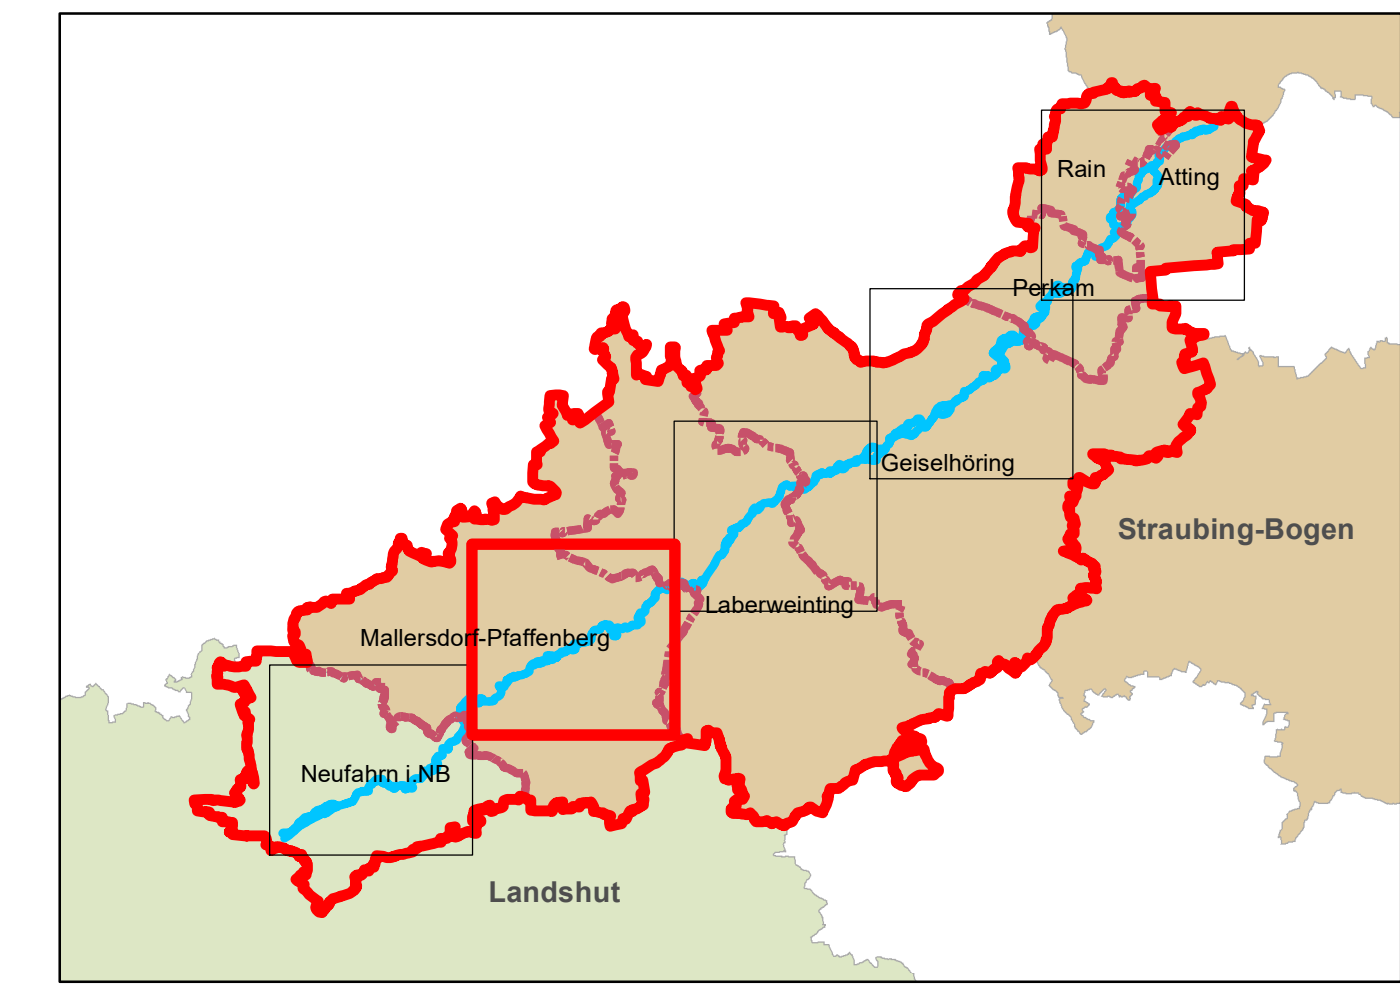 Rain
Atting
Perkam
Geiselhöring
Straubing-Bogen
Laberweinting
Mallersdorf-Pfaffenberg
Neufahrn i.NB
Landshut